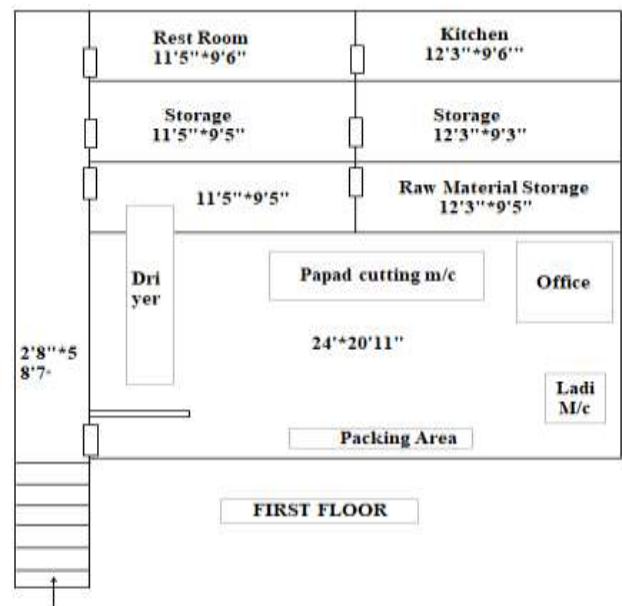 Rest Room
11'5"*9'6"
Kitchen
12'3"*9'6'"
Storage
11'5"*9'5"
Storage
12'3"*9'3"
11'5"*9'5"
Raw Material Storage
12'3"*9'5"
Dri
yer
Papad cutting m/c
Office
24'*20'11"
2'8"*5
8'7-
Ladi
M/c
Packing Area
FIRST FLOOR